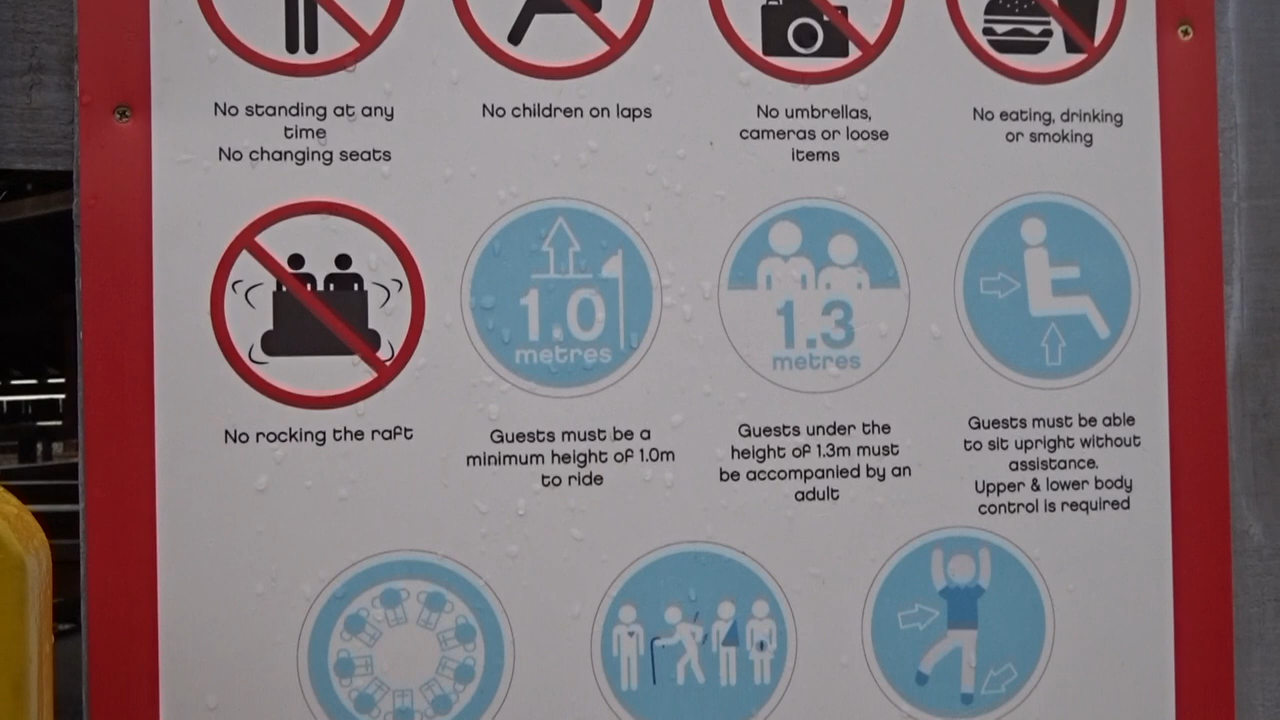 No standing at any
time
No changing seats
No children on laps
No umbrellas,
cameras or loose
items
No eating, drinking
or smoking
No rocking the raft
1.0
metres
Guests must be a
minimum height of 1.0m
to ride
1.3
metres
Guests under the
height of 1.3m must
be accompanied by an
adult
Guests must be able
to sit upright without
assistance.
Upper & lower body
control is required